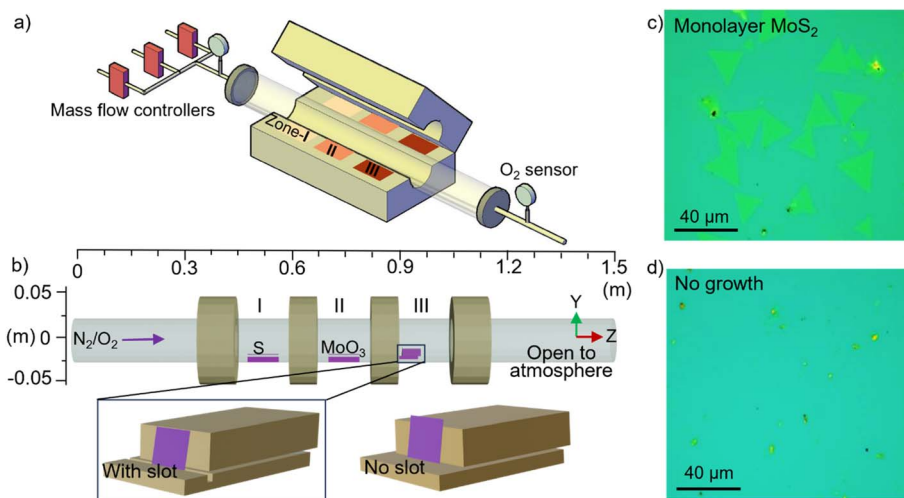 a)
Mass flow controllers
Zone-I
II
III
O₂ sensor
0 0.3 0.6 0.9 1.2 1.5
(m)
b)
0.05
(m) 0
-0.05
I II III
N₂/O₂
S
MoO₃
Y
Z
Open to
atmosphere
With slot
No slot
c)
Monolayer MoS₂
40 µm
d)
No growth
40 µm